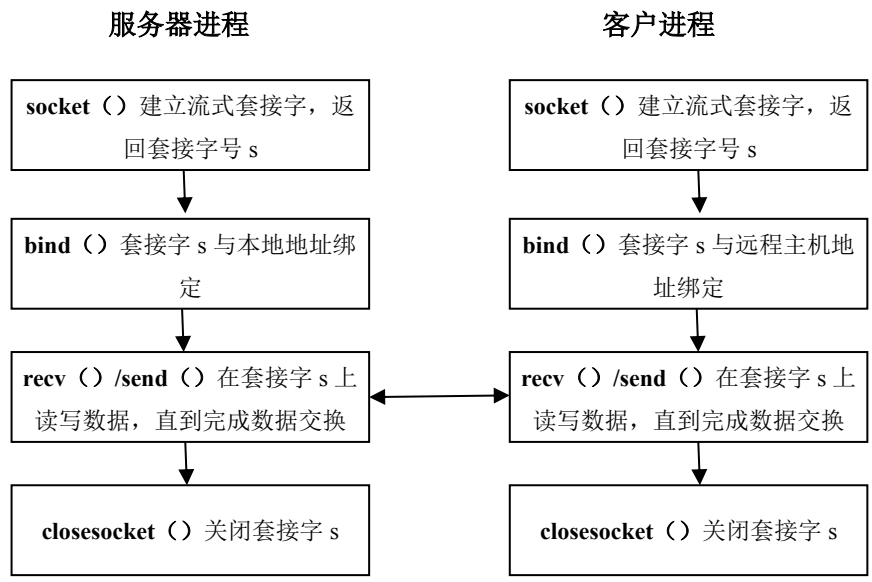 服务器进程
客户进程
socket（）建立流式套接字，返
回套接字号 s
socket（）建立流式套接字，返
回套接字号 s
bind（）套接字 s 与本地地址绑
定
bind（）套接字 s 与远程主机地
址绑定
recv（）/send（）在套接字 s 上
读写数据，直到完成数据交换
recv（）/send（）在套接字 s 上
读写数据，直到完成数据交换
closesocket（）关闭套接字 s
closesocket（）关闭套接字 s